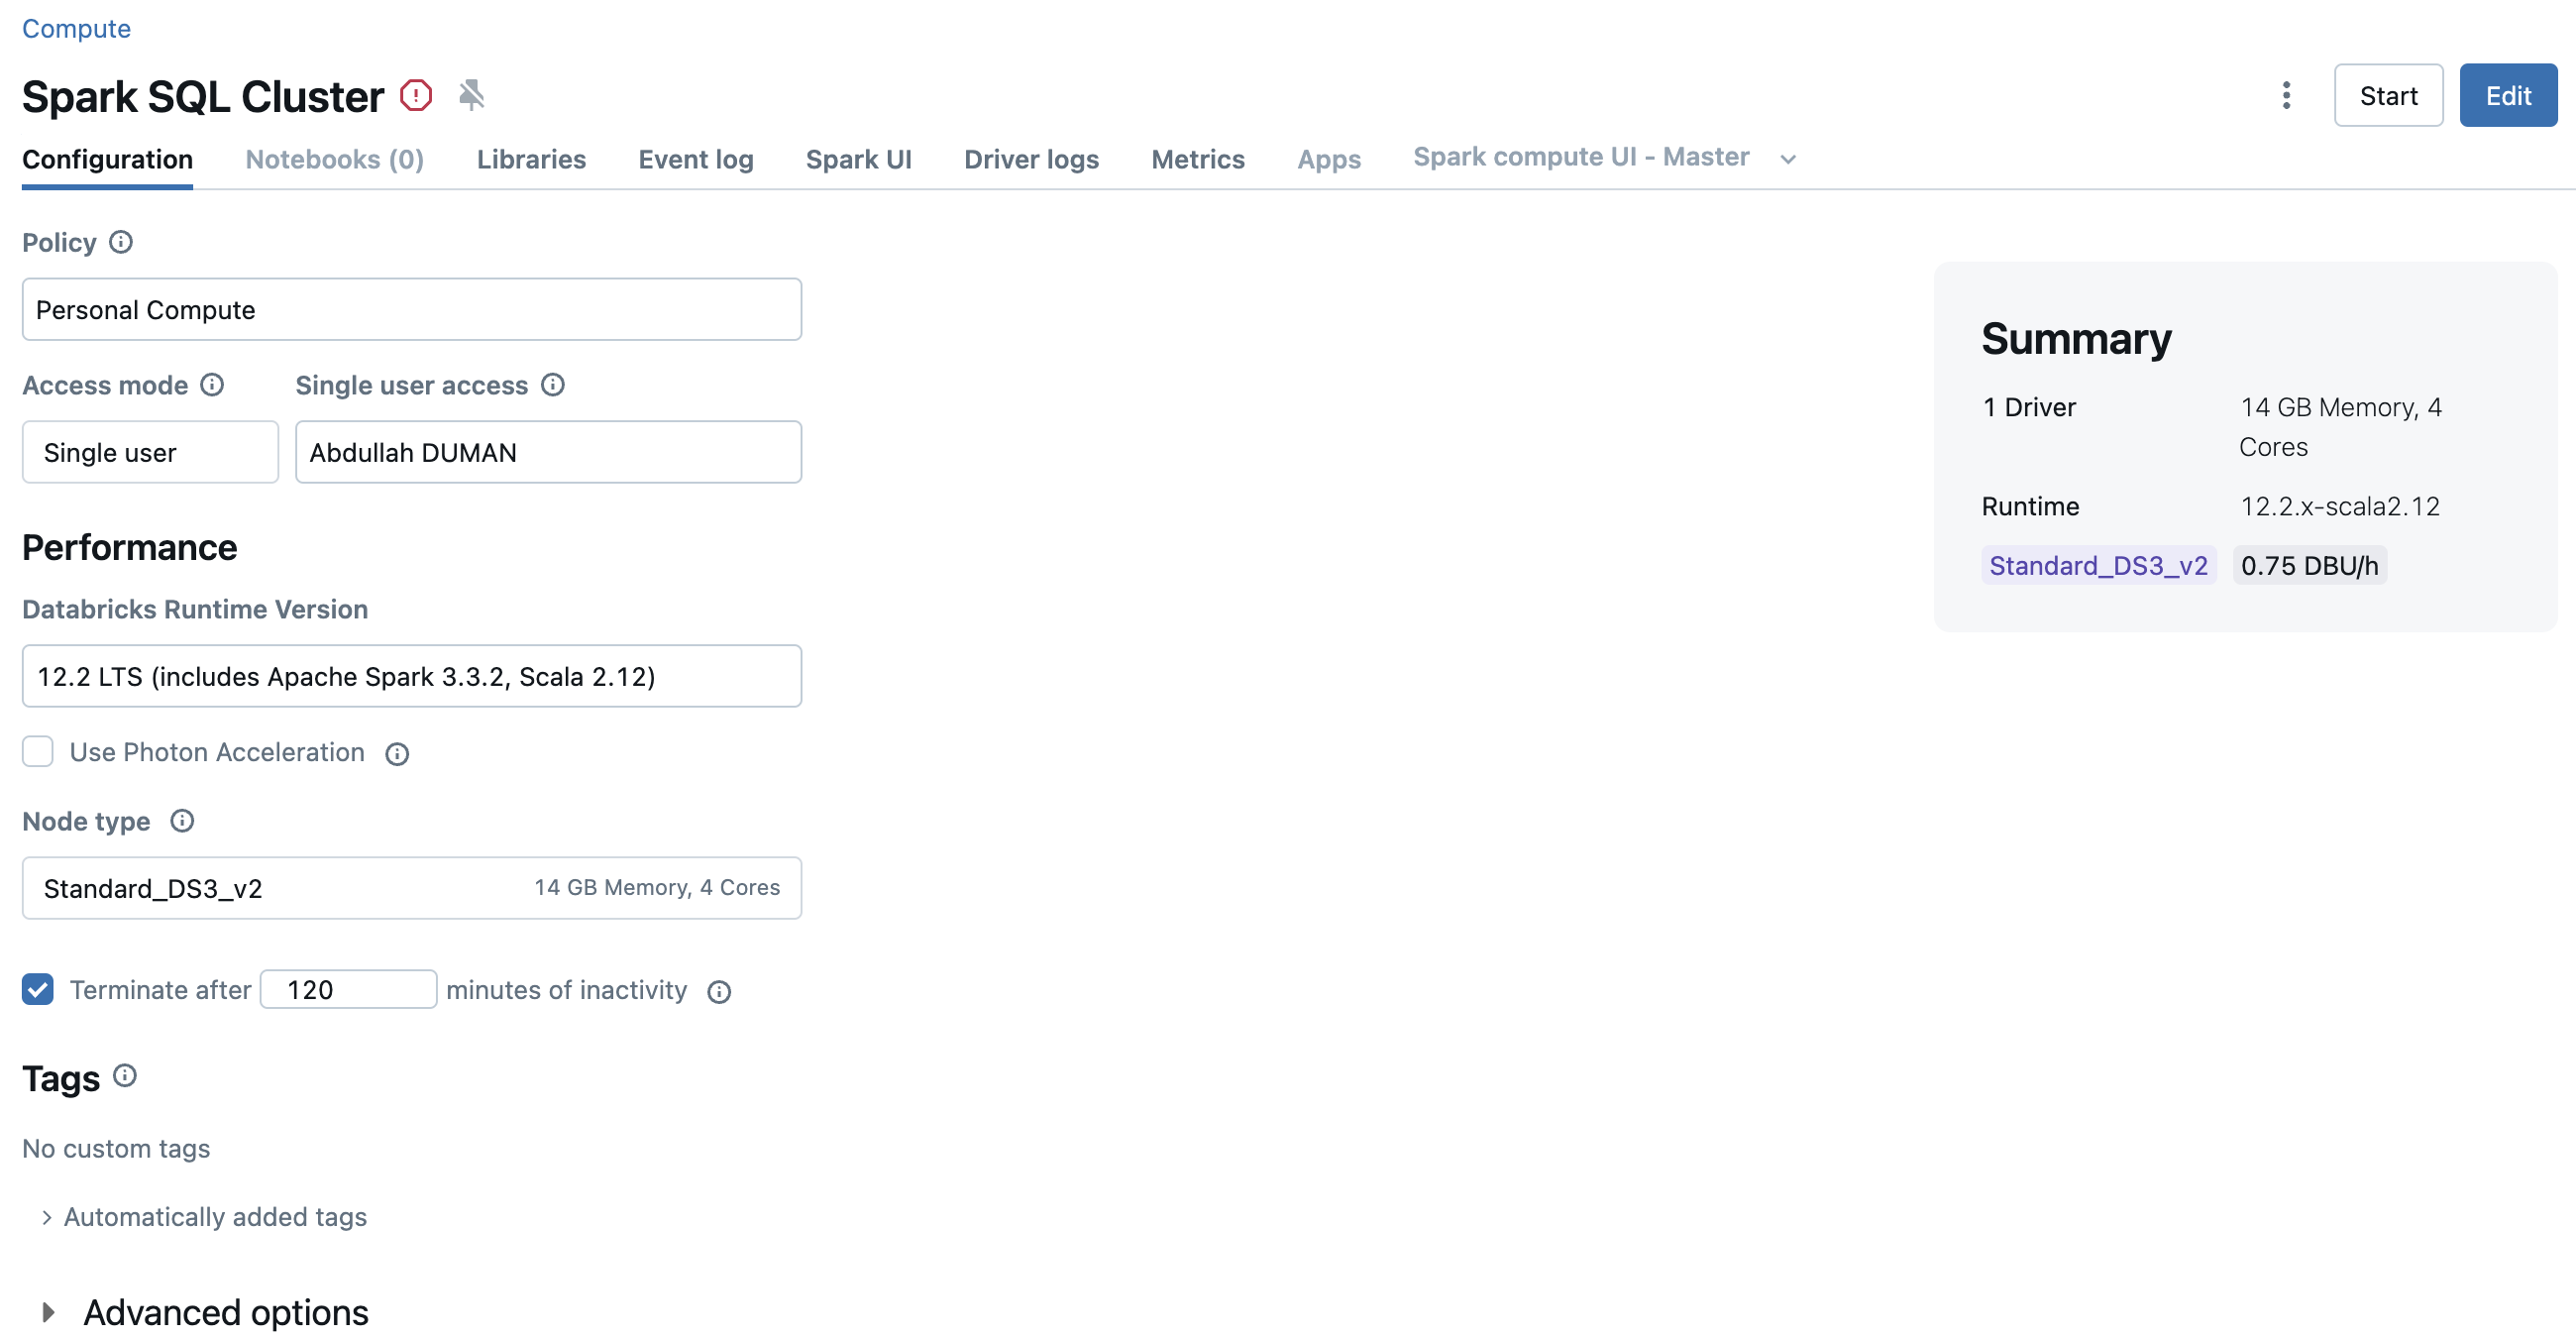 Compute
Spark SQL Cluster
Start
Edit
Configuration
Notebooks (0)
Libraries
Event log
Spark UI
Driver logs
Metrics
Apps
Spark compute UI - Master
Policy
Personal Compute
Access mode
Single user access
Single user
Abdullah DUMAN
Performance
Databricks Runtime Version
12.2 LTS (includes Apache Spark 3.3.2, Scala 2.12)
Use Photon Acceleration
Node type
Standard_DS3_v2
14 GB Memory, 4 Cores
Terminate after 120 minutes of inactivity
Tags
No custom tags
Automatically added tags
Advanced options
Summary
1 Driver
14 GB Memory, 4
Cores
Runtime
12.2.x-scala2.12
Standard_DS3_v2
0.75 DBU/h